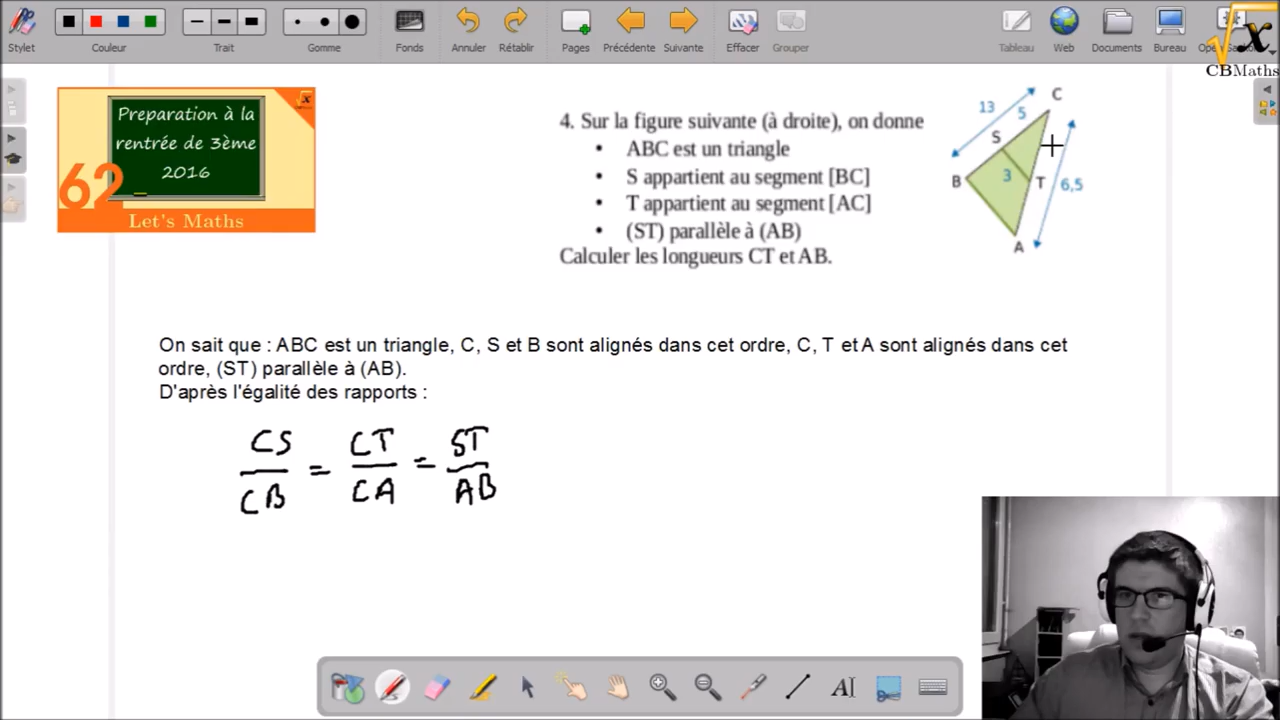 Stylet
Couleur
Trait
Gomme
Fonds
Annuler
Rétablir
Pages
Précédente
Suivante
Effacer
Grouper
Tableau
Web
Documents
Bureau
CBMaths
Preparation à la
rentrée de 3ème
2016
62
Let's Maths
4. Sur la figure suivante (à droite), on donne
• ABC est un triangle
• S appartient au segment [BC]
• T appartient au segment [AC]
• (ST) parallèle à (AB)
Calculer les longueurs CT et AB.
13
5
C
S
B
3
T
6,5
A
On sait que : ABC est un triangle, C, S et B sont alignés dans cet ordre, C, T et A sont alignés dans cet
ordre, (ST) parallèle à (AB).
D'après l'égalité des rapports :
CS/CB = CT/CA = ST/AB